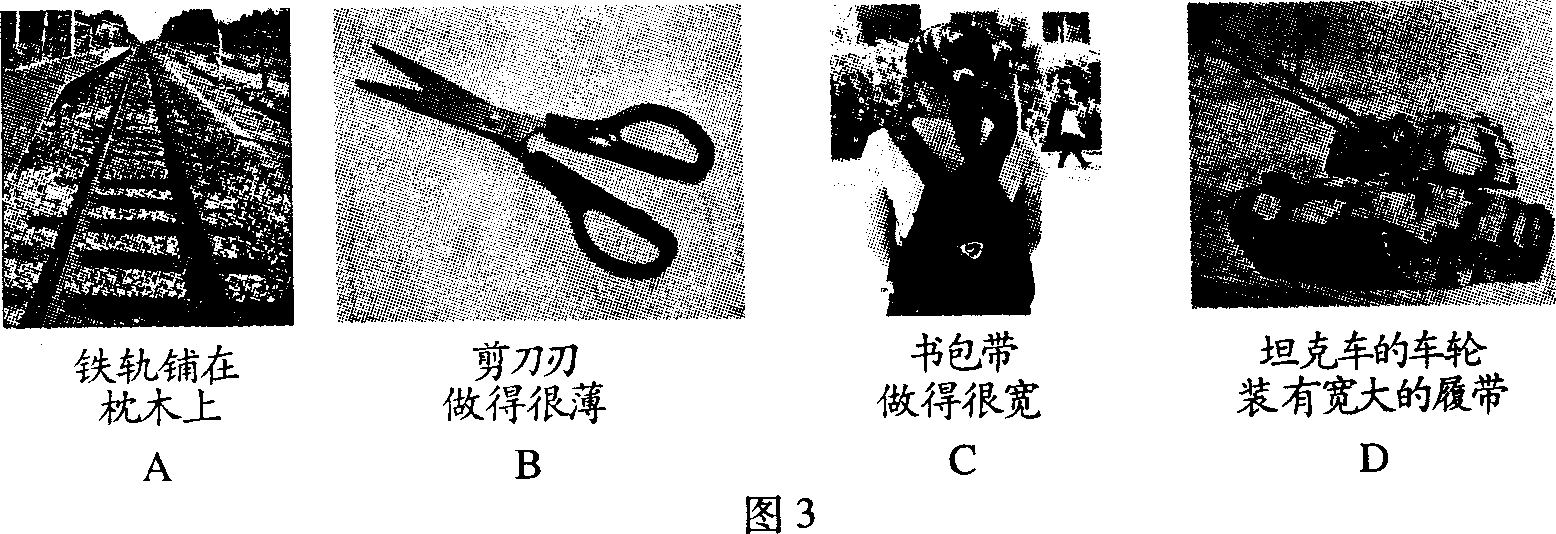 铁轨铺在
枕木上
A
剪刀刃
做得很薄
B
书包带
做得很宽
C
坦克车的车轮
装有宽大的履带
D
图 3